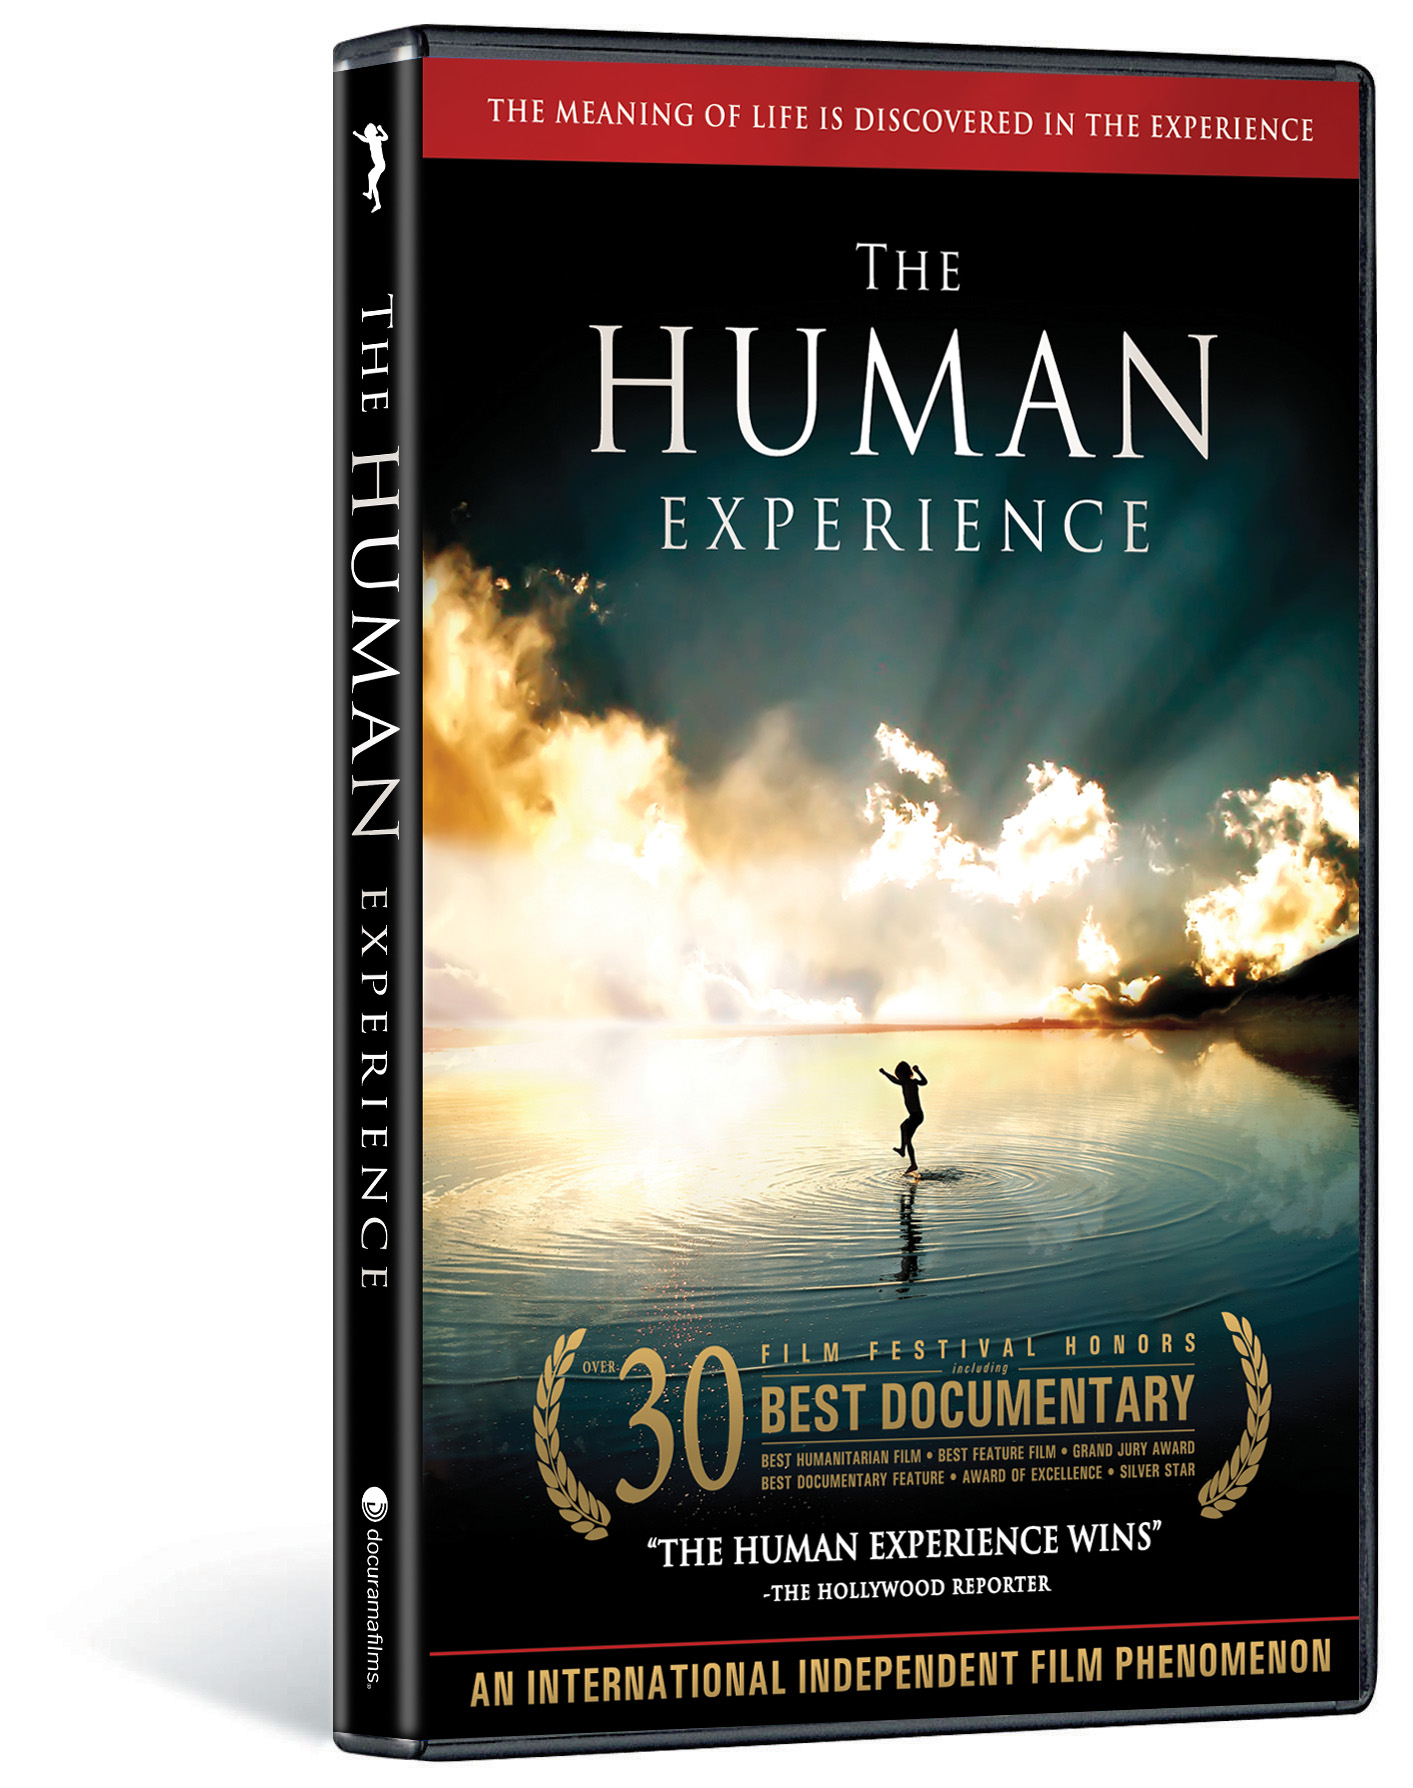 THE MEANING OF LIFE IS DISCOVERED IN THE EXPERIENCE
THE
HUMAN
EXPERIENCE
OVER 30
FILM FESTIVAL HONORS
including
BEST DOCUMENTARY
BEST HUMANITARIAN FILM • BEST FEATURE FILM • GRAND JURY AWARD
BEST DOCUMENTARY FEATURE • AWARD OF EXCELLENCE • SILVER STAR
“THE HUMAN EXPERIENCE WINS”
-THE HOLLYWOOD REPORTER
AN INTERNATIONAL INDEPENDENT FILM PHENOMENON
THE HUMAN EXPERIENCE
docuramafilms®